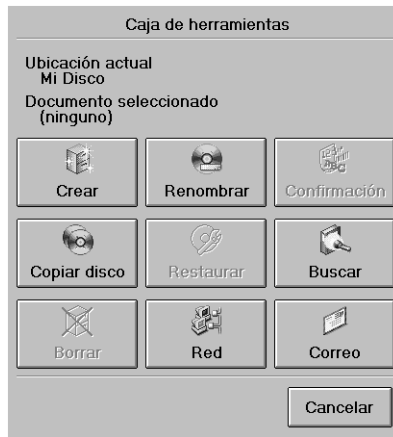 Caja de herramientas
Ubicación actual
Mi Disco
Documento seleccionado
(ninguno)
Crear
Renombrar
Confirmación
Copiar disco
Restaurar
Buscar
Borrar
Red
Correo
Cancelar